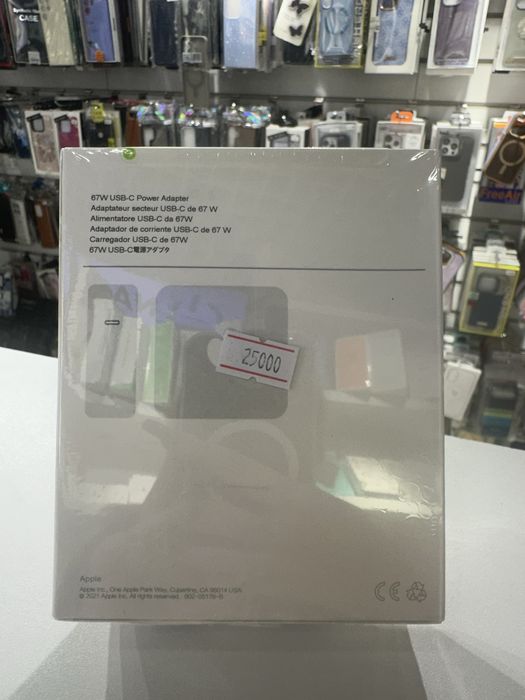 CASE
67W USB-C Power Adapter
Adaptateur secteur USB-C de 67 W
Alimentatore USB-C da 67W
Adaptador de corriente USB-C de 67 W
Carregador USB-C de 67W
67W USB-C電源アダプタ
25000
Apple
Apple Inc., One Apple Park Way, Cupertino, CA 95014 USA
© 2021 Apple Inc. All rights reserved.
CE